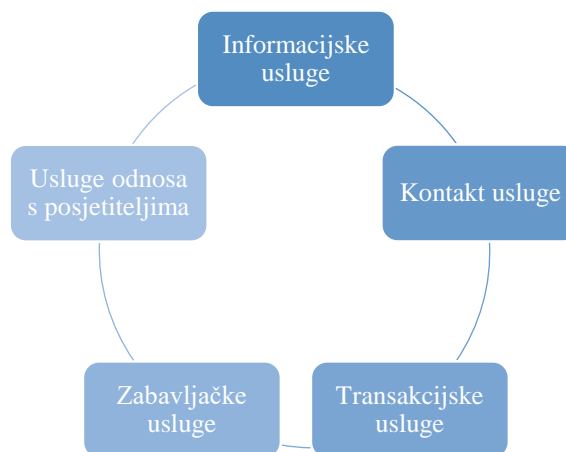 Informacijske
usluge
Kontakt usluge
Transakcijske
usluge
Zabavljačke
usluge
Usluge odnosa
s posjetiteljima